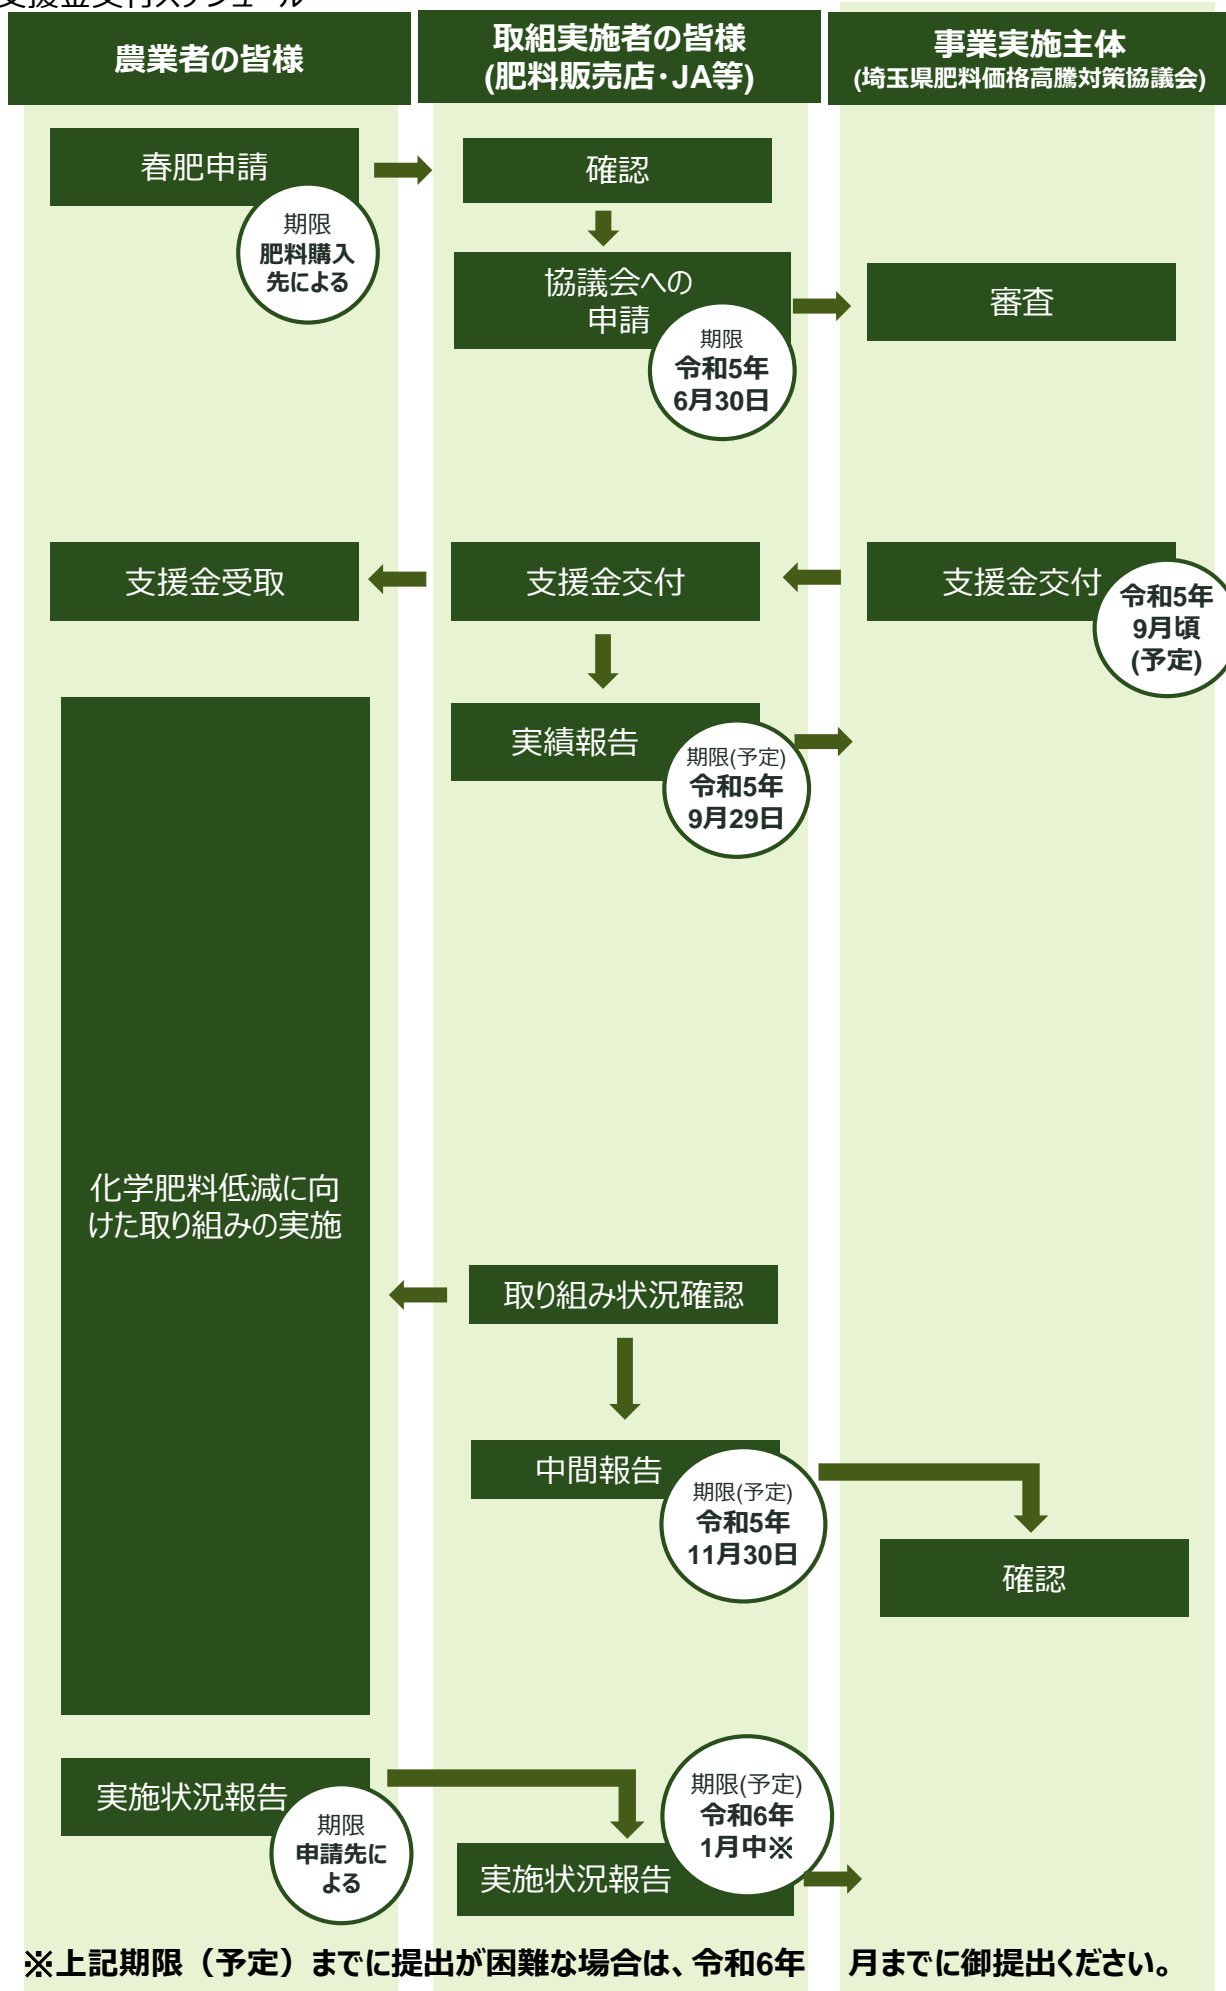 支援金交付スケジュール
農業者の皆様
取組実施者の皆様
(肥料販売店･JA等)
事業実施主体
(埼玉県肥料価格高騰対策協議会)
春肥申請
期限
肥料購入
先による
確認
協議会への
申請
期限
令和5年
6月30日
審査
支援金受取
支援金交付
支援金交付
令和5年
9月頃
(予定)
実績報告
期限(予定)
令和5年
9月29日
化学肥料低減に向
けた取り組みの実施
取り組み状況確認
中間報告
期限(予定)
令和5年
11月30日
確認
実施状況報告
期限
申請先に
よる
期限(予定)
令和6年
1月中※
実施状況報告
※上記期限（予定）までに提出が困難な場合は、令和6年　月までに御提出ください。